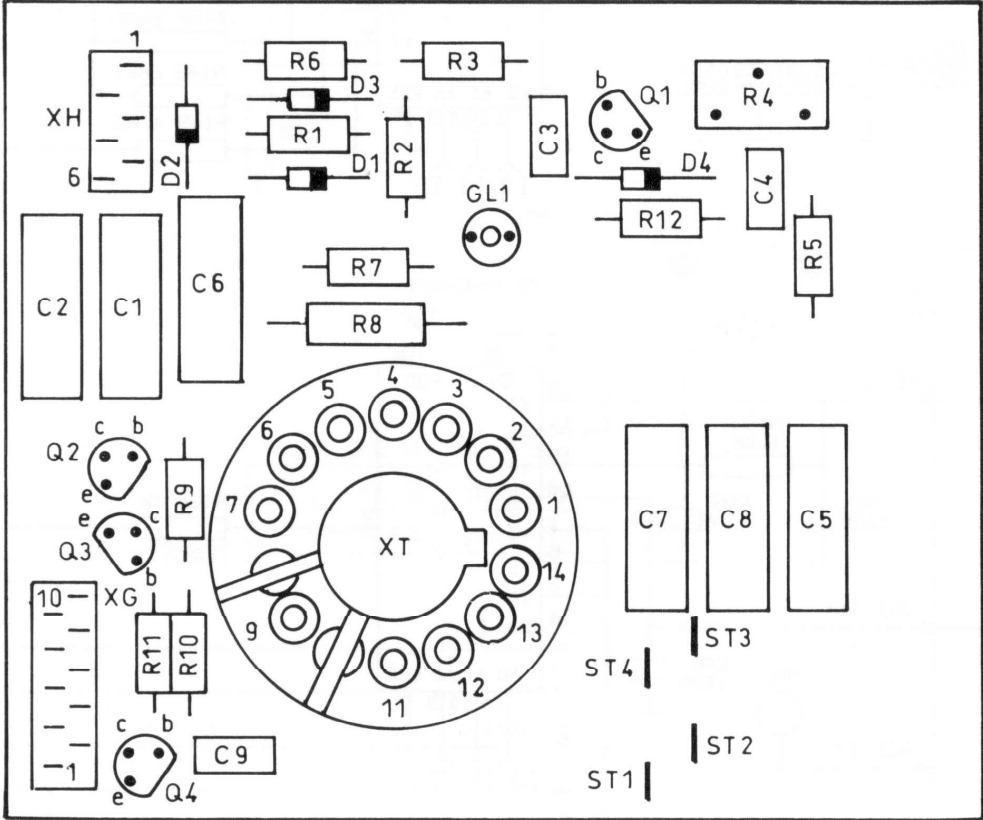 1
XH
6
D2
R6
D3
R1
D1
R2
R3
GL1
C3
b
Q1
c
e
D4
R12
R4
C4
R5
C2
C1
C6
R7
R8
c
b
Q2
e
e
c
Q3
b
R9
10
XG
1
R11
R10
c
b
e
Q4
C9
4
3
5
2
6
1
7
XT
14
13
9
12
11
C7
C8
C5
ST3
ST4
ST2
ST1